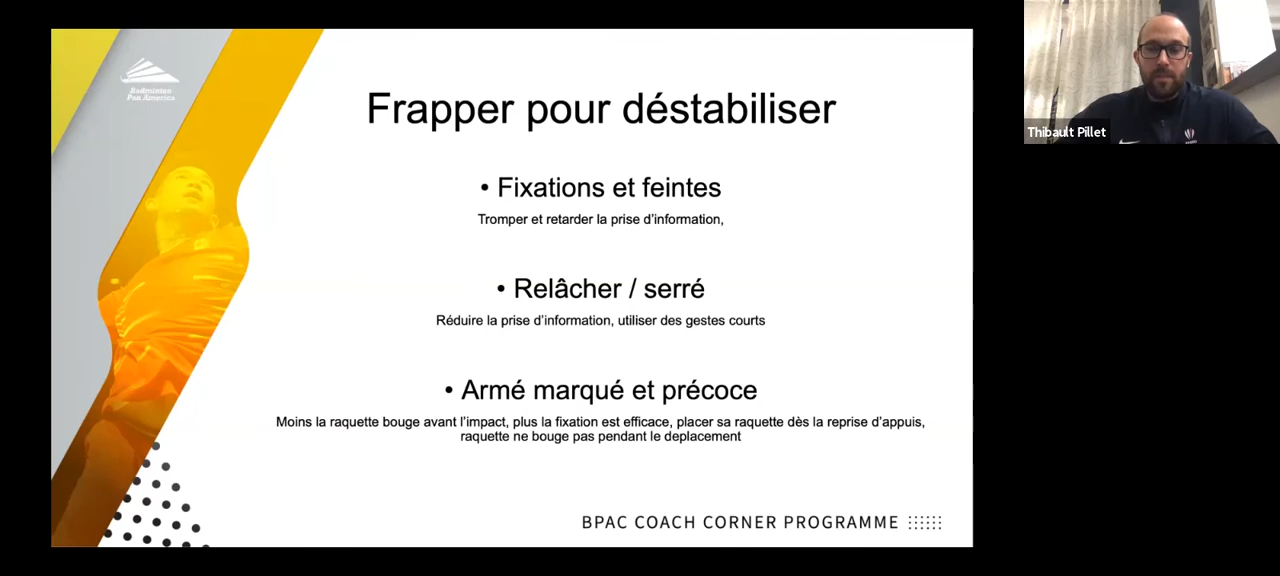 Badminton
Pan America
Frapper pour déstabiliser
• Fixations et feintes
Tromper et retarder la prise d'information,
• Relâcher / serré
Réduire la prise d'information, utiliser des gestes courts
• Armé marqué et précoce
Moins la raquette bouge avant l'impact, plus la fixation est efficace, placer sa raquette dès la reprise d'appuis,
raquette ne bouge pas pendant le deplacement
BPAC COACH CORNER PROGRAMME
Thibault Pillet